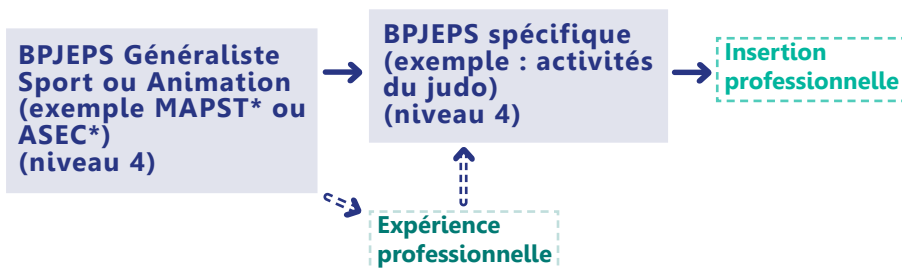 BPJEPS Généraliste
Sport ou Animation
(exemple MAPST* ou
ASEC*)
(niveau 4)
BPJEPS spécifique
(exemple : activités
du judo)
(niveau 4)
Insertion
professionnelle
Expérience
professionnelle